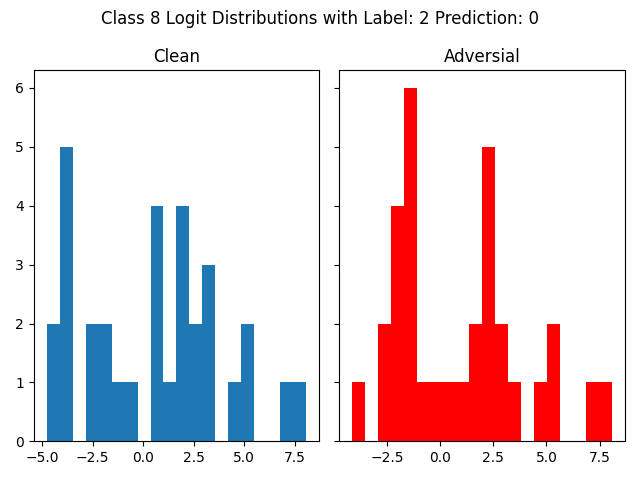 Class 8 Logit Distributions with Label: 2 Prediction: 0
Clean
Adversial
6
5
4
3
2
1
0
−5.0 −2.5 0.0 2.5 5.0 7.5
−2.5 0.0 2.5 5.0 7.5